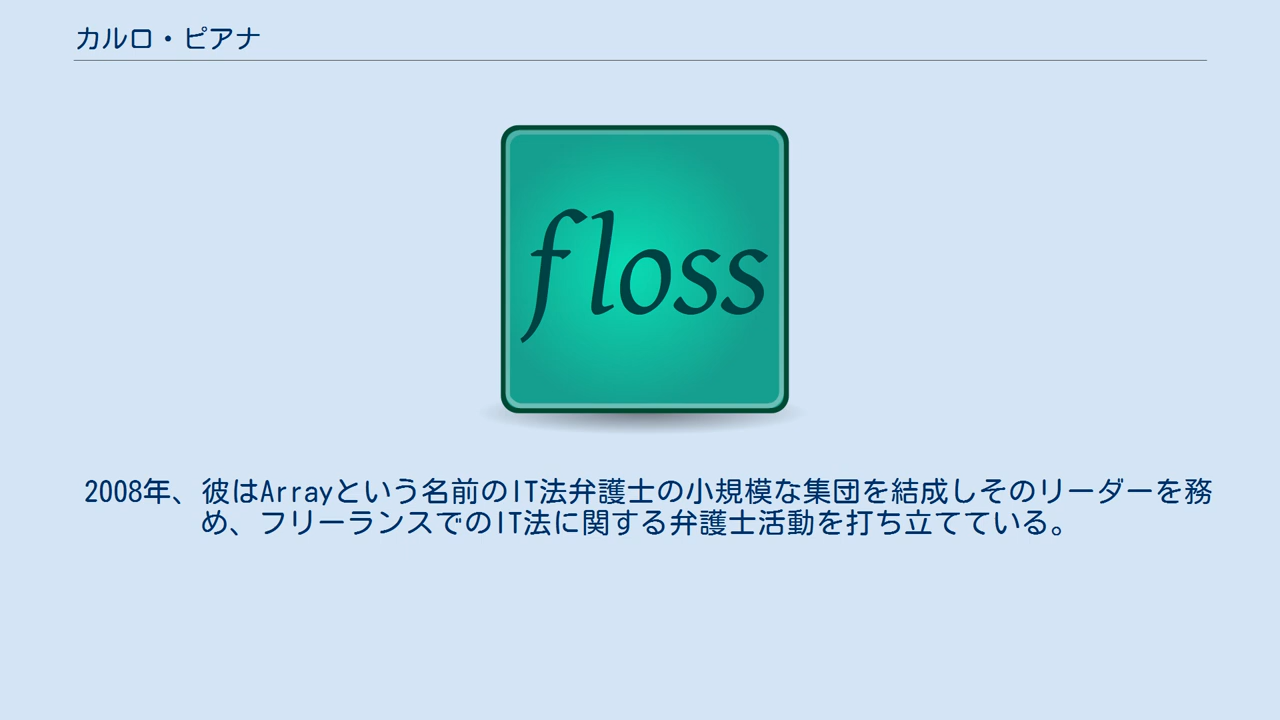 カルロ・ピアナ
floss
2008年、彼はArrayという名前のIT法弁護士の小規模な集団を結成しそのリーダーを務
め、フリーランスでのIT法に関する弁護士活動を打ち立てている。